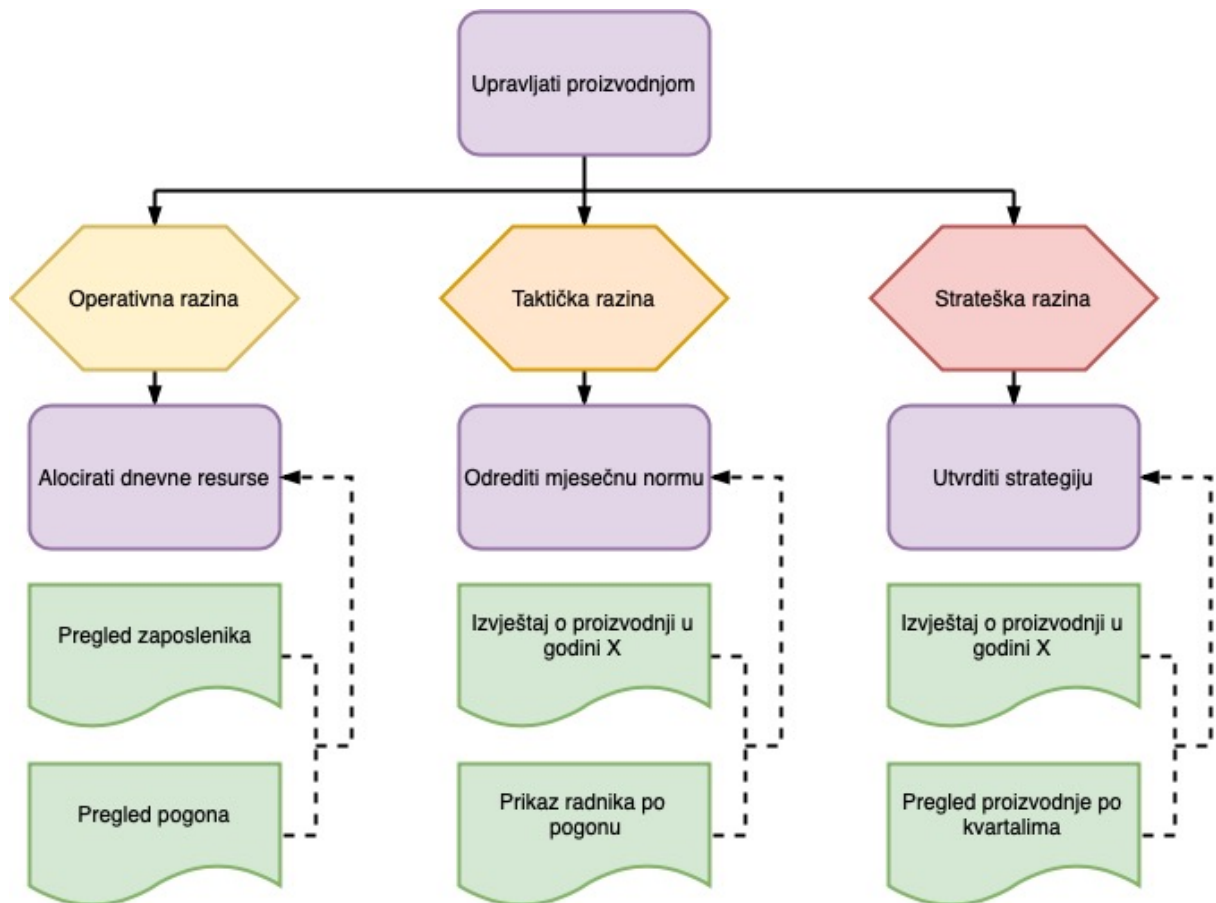 Upravljati proizvodnjom
Operativna razina
Taktička razina
Strateška razina
Alocirati dnevne resurse
Odrediti mjesečnu normu
Utvrditi strategiju
Pregled zaposlenika
Izvještaj o proizvodnji u
godini X
Izvještaj o proizvodnji u
godini X
Pregled pogona
Prikaz radnika po
pogonu
Pregled proizvodnje po
kvartalima